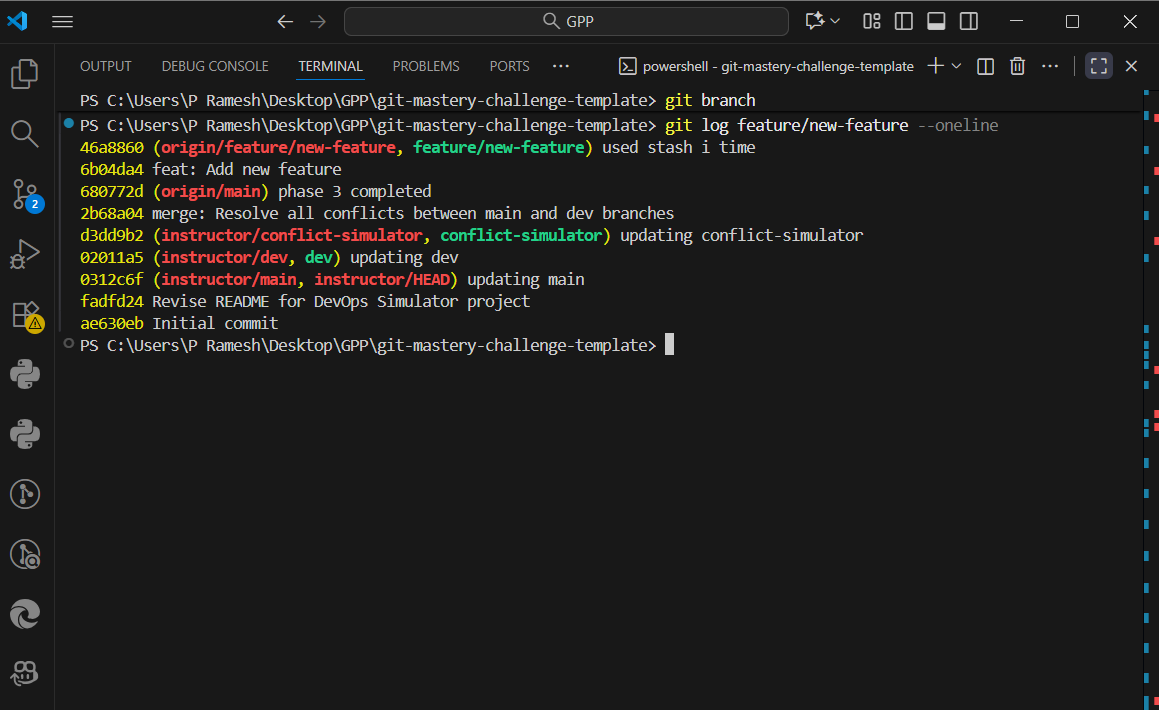 GPP
OUTPUT DEBUG CONSOLE TERMINAL PROBLEMS PORTS ··· powershell - git-mastery-challenge-template
PS C:\Users\P Ramesh\Desktop\GPP\git-mastery-challenge-template> git branch
PS C:\Users\P Ramesh\Desktop\GPP\git-mastery-challenge-template> git log feature/new-feature --oneline
46a8860 (origin/feature/new-feature, feature/new-feature) used stash i time
6b04da4 feat: Add new feature
680772d (origin/main) phase 3 completed
2b68a04 merge: Resolve all conflicts between main and dev branches
d3dd9b2 (instructor/conflict-simulator, conflict-simulator) updating conflict-simulator
02011a5 (instructor/dev, dev) updating dev
0312c6f (instructor/main, instructor/HEAD) updating main
fadfd24 Revise README for DevOps Simulator project
ae630eb Initial commit
PS C:\Users\P Ramesh\Desktop\GPP\git-mastery-challenge-template>
2